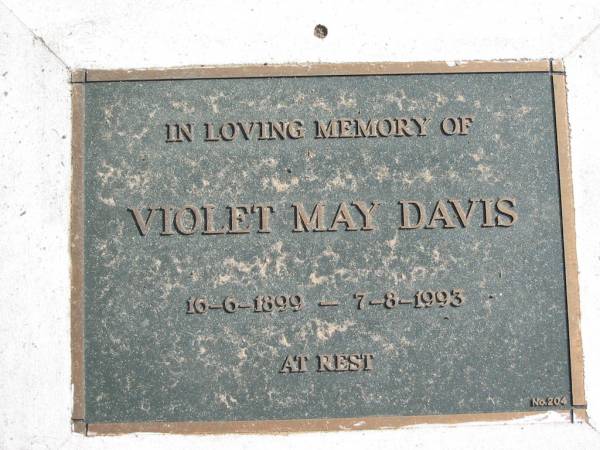 IN LOVING MEMORY OF
VIOLET MAY DAVIS
16-6-1899 - 7-8-1993
AT REST
No.204